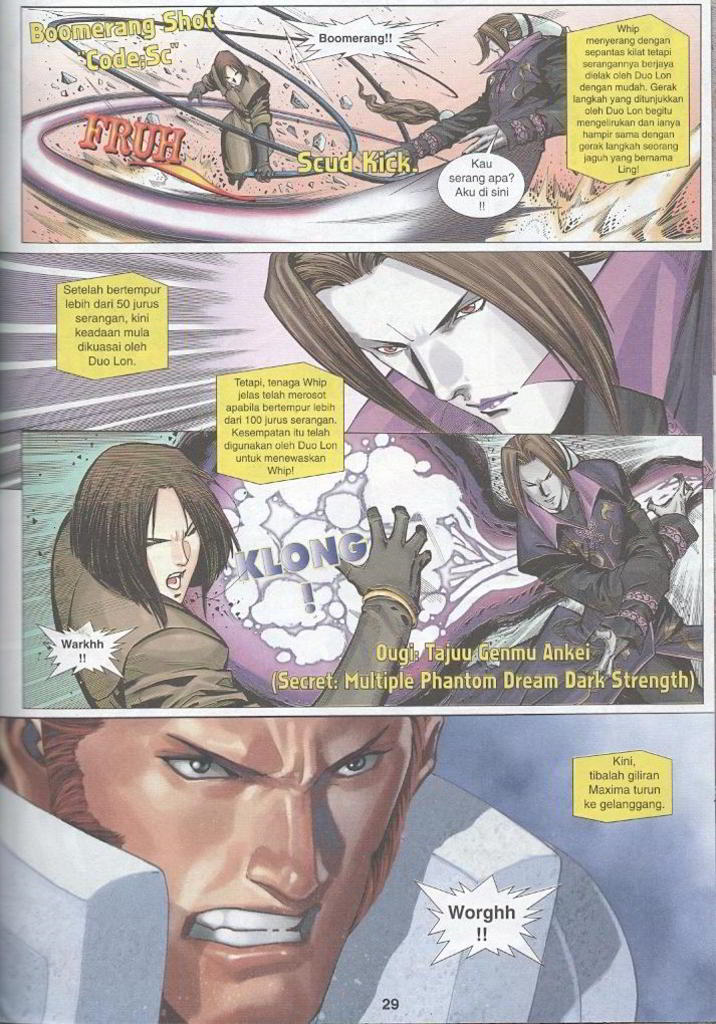 Boomerang Shot
"Code;Sc"
Boomerang!!
Whip
menyerang dengan
sepantas kilat tetapi
serangannya berjaya
dielak oleh Duo Lon
dengan mudah. Gerak
langkah yang ditunjukkan
oleh Duo Lon begitu
mengelirukan dan ianya
hampir sama dengan
gerak langkah seorang
jaguh yang bernama
Ling!
FRUH
Scud Kick.
Kau
serang apa?
Aku di sini
!!
Setelah bertempur
lebih dari 50 jurus
serangan, kini
keadaan mula
dikuasai oleh
Duo Lon.
Tetapi, tenaga Whip
jelas telah merosot
apabila bertempur lebih
dari 100 jurus serangan.
Kesempatan itu telah
digunakan oleh Duo Lon
untuk menewaskan
Whip!
KLONG
!
Warkhh
!!
Ougi: Tajuu Genmu Ankei
(Secret: Multiple Phantom Dream Dark Strength)
Kini,
tibalah giliran
Maxima turun
ke gelanggang.
Worghh
!!
29